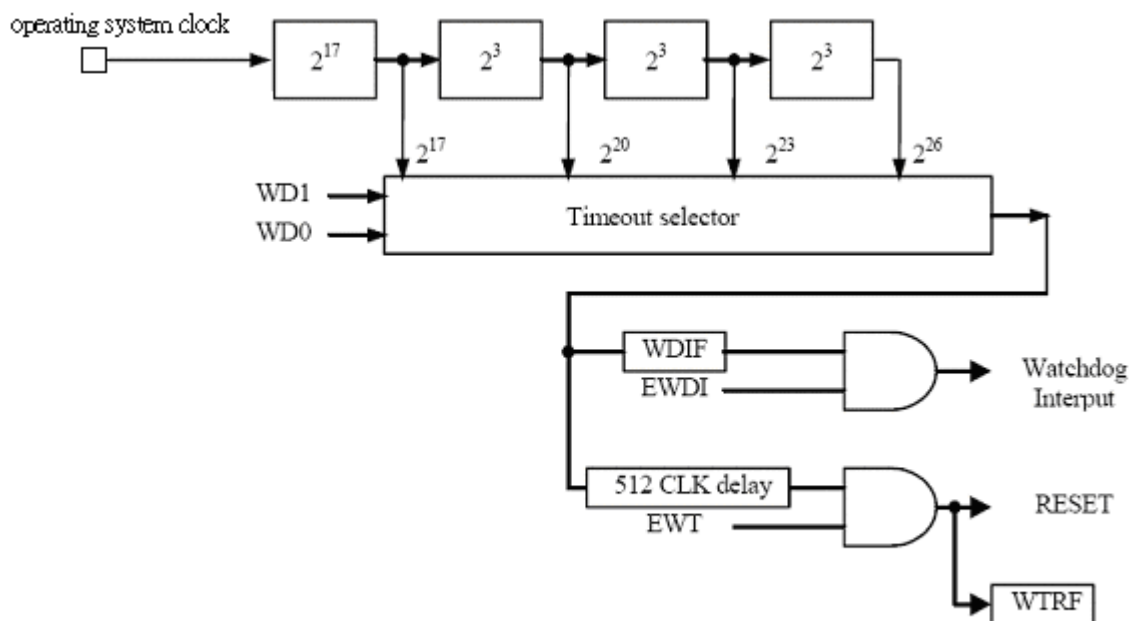 operating system clock
2^17
2^3
2^3
2^3
2^17
2^20
2^23
2^26
WD1
WD0
Timeout selector
WDIF
EWDI
Watchdog
Interput
512 CLK delay
EWT
RESET
WTRF